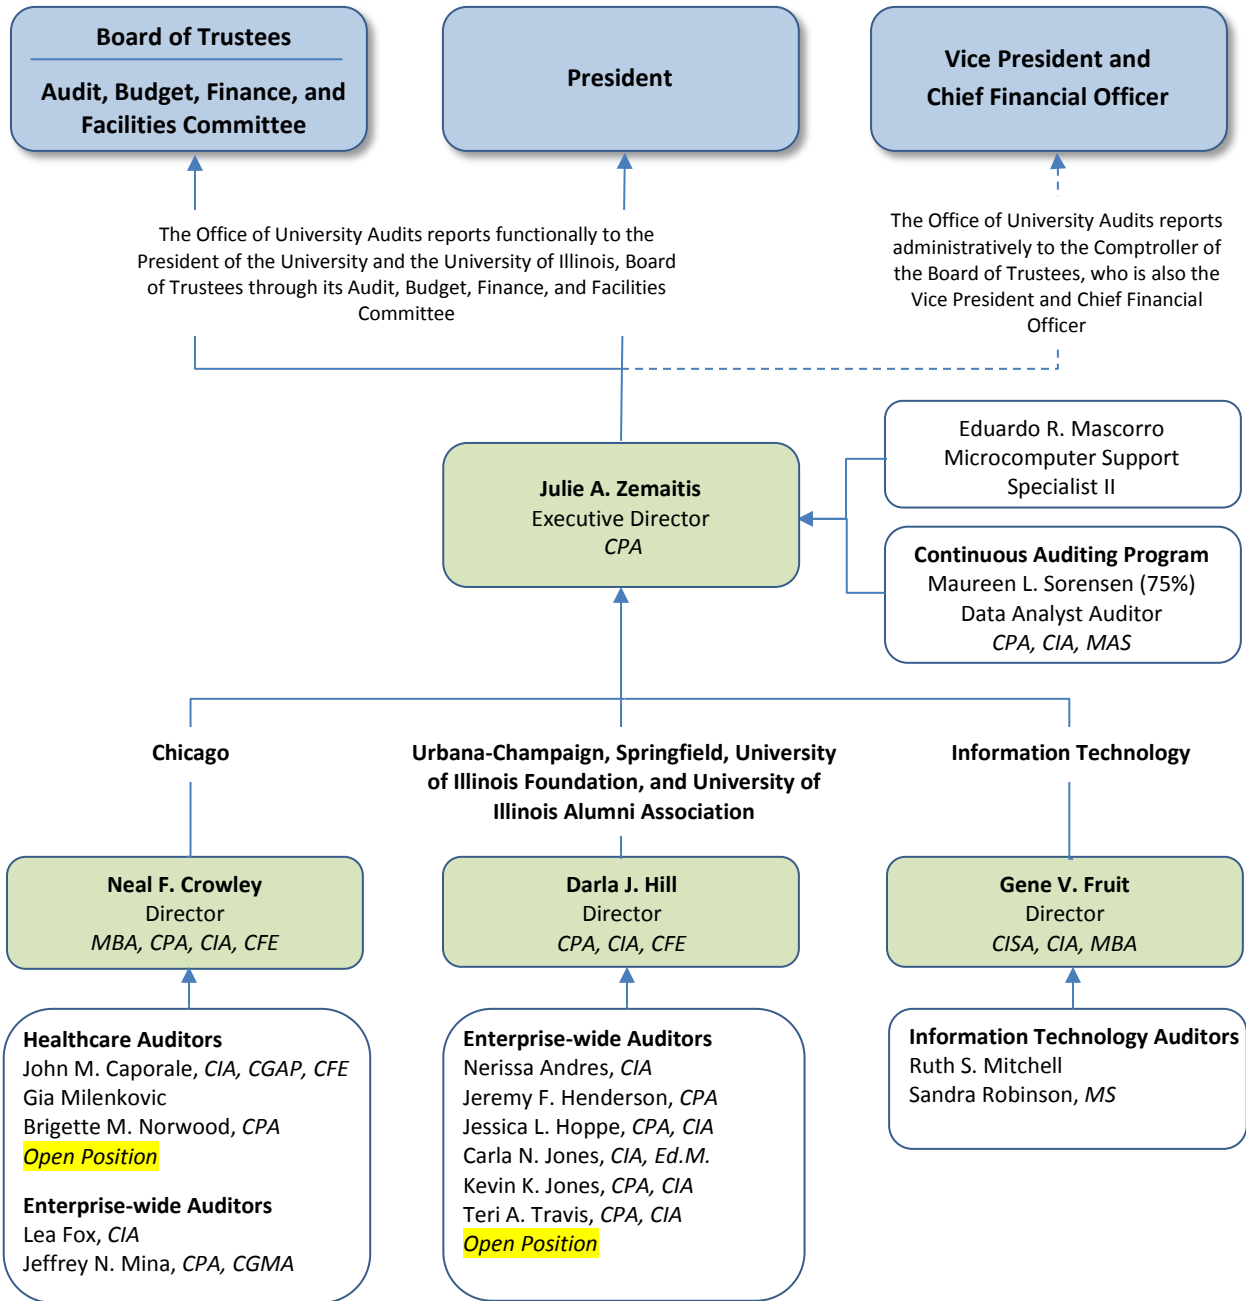 Board of Trustees
Audit, Budget, Finance, and
Facilities Committee
President
Vice President and
Chief Financial Officer
The Office of University Audits reports functionally to the
President of the University and the University of Illinois, Board
of Trustees through its Audit, Budget, Finance, and Facilities
Committee
The Office of University Audits reports
administratively to the Comptroller of
the Board of Trustees, who is also the
Vice President and Chief Financial
Officer
Eduardo R. Mascorro
Microcomputer Support
Specialist II
Julie A. Zemaitis
Executive Director
CPA
Continuous Auditing Program
Maureen L. Sorensen (75%)
Data Analyst Auditor
CPA, CIA, MAS
Chicago
Urbana-Champaign, Springfield, University
of Illinois Foundation, and University of
Illinois Alumni Association
Information Technology
Neal F. Crowley
Director
MBA, CPA, CIA, CFE
Darla J. Hill
Director
CPA, CIA, CFE
Gene V. Fruit
Director
CISA, CIA, MBA
Healthcare Auditors
John M. Caporale, CIA, CGAP, CFE
Gia Milenkovic
Brigette M. Norwood, CPA
Open Position
Enterprise-wide Auditors
Lea Fox, CIA
Jeffrey N. Mina, CPA, CGMA
Enterprise-wide Auditors
Nerissa Andres, CIA
Jeremy F. Henderson, CPA
Jessica L. Hoppe, CPA, CIA
Carla N. Jones, CIA, Ed.M.
Kevin K. Jones, CPA, CIA
Teri A. Travis, CPA, CIA
Open Position
Information Technology Auditors
Ruth S. Mitchell
Sandra Robinson, MS